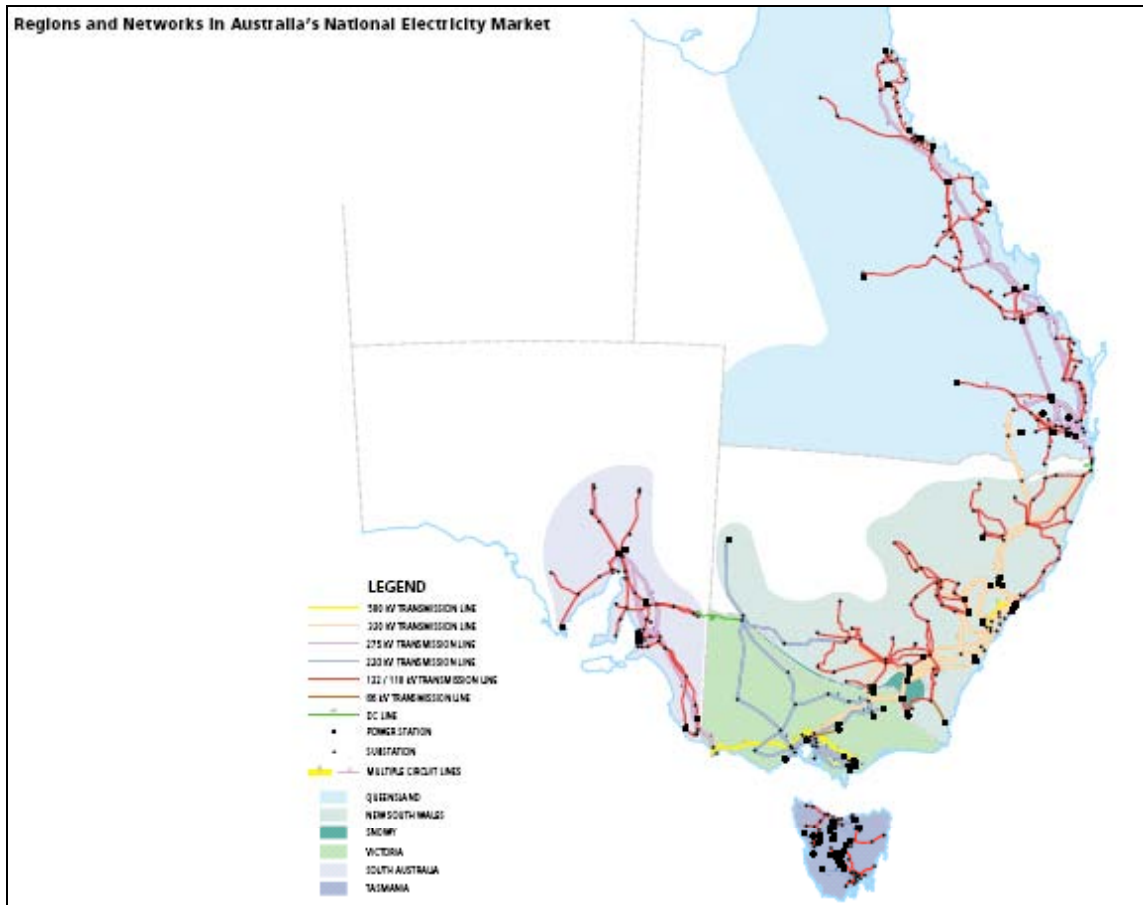 Regions and Networks in Australia's National Electricity Market
LEGEND
500 kV TRANSMISSION LINE
320 kV TRANSMISSION LINE
275 kV TRANSMISSION LINE
220 kV TRANSMISSION LINE
132 / 110 kV TRANSMISSION LINE
66 kV TRANSMISSION LINE
DC LINE
POWER STATION
SUBSTATION
MULTIPLE CIRCUIT LINES
QUEENSLAND
NEW SOUTH WALES
SNOWY
VICTORIA
SOUTH AUSTRALIA
TASMANIA